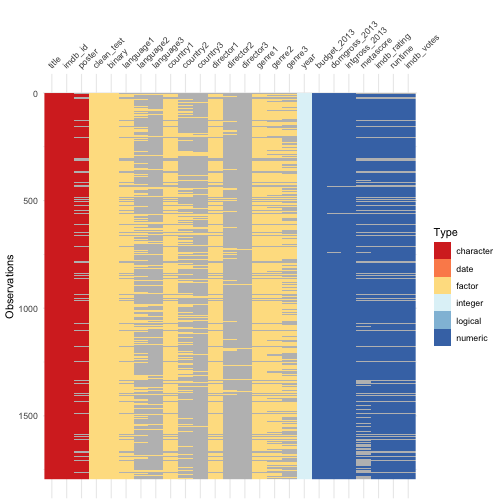 title
imdb_id
poster
clean_test
binary
language1
language2
language3
country1
country2
country3
director1
director2
director3
genre1
genre2
genre3
year
budget_2013
domgross_2013
intgross_2013
metascore
imdb_rating
runtime
imdb_votes
0
500
1000
1500
Observations
Type
character
date
factor
integer
logical
numeric